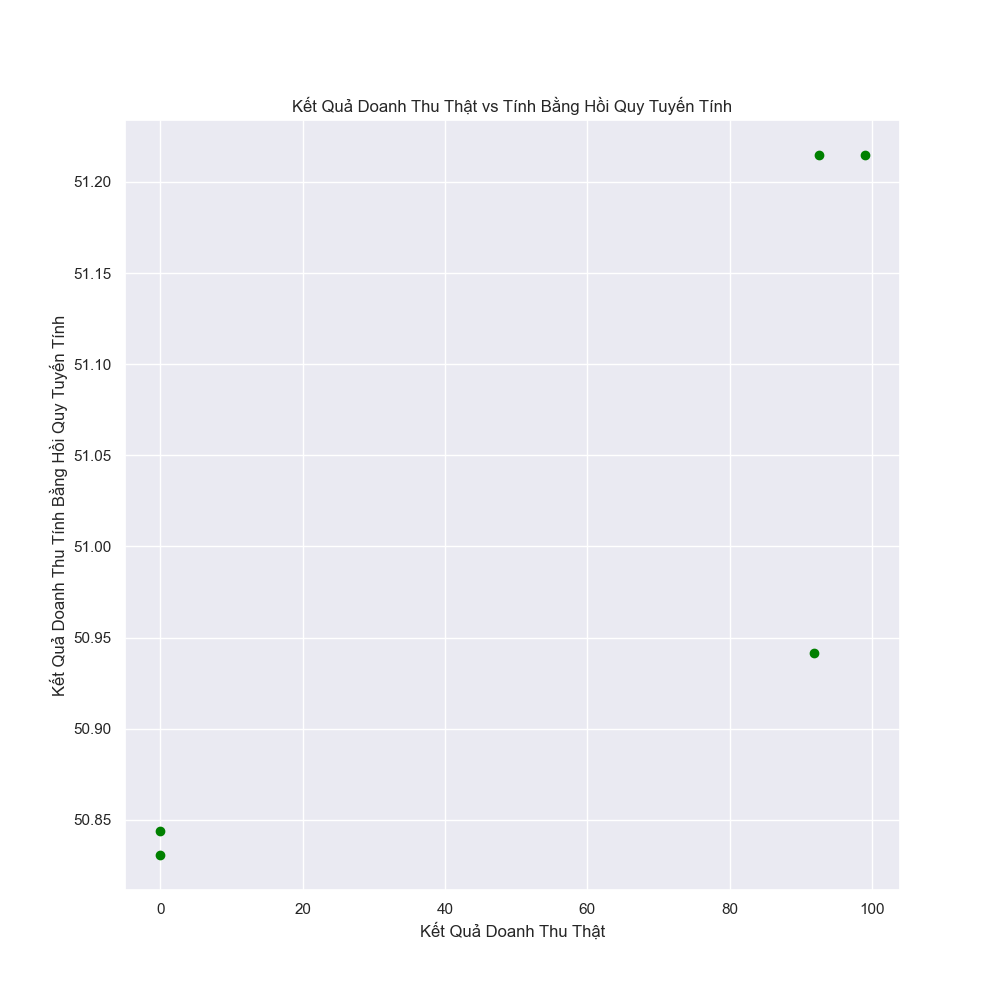 Kết Quả Doanh Thu Thật vs Tính Bằng Hồi Quy Tuyến Tính
Kết Quả Doanh Thu Tính Bằng Hồi Quy Tuyến Tính
51.20
51.15
51.10
51.05
51.00
50.95
50.90
50.85
0 20 40 60 80 100
Kết Quả Doanh Thu Thật